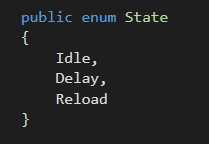 public enum State
{
    Idle,
    Delay,
    Reload
}